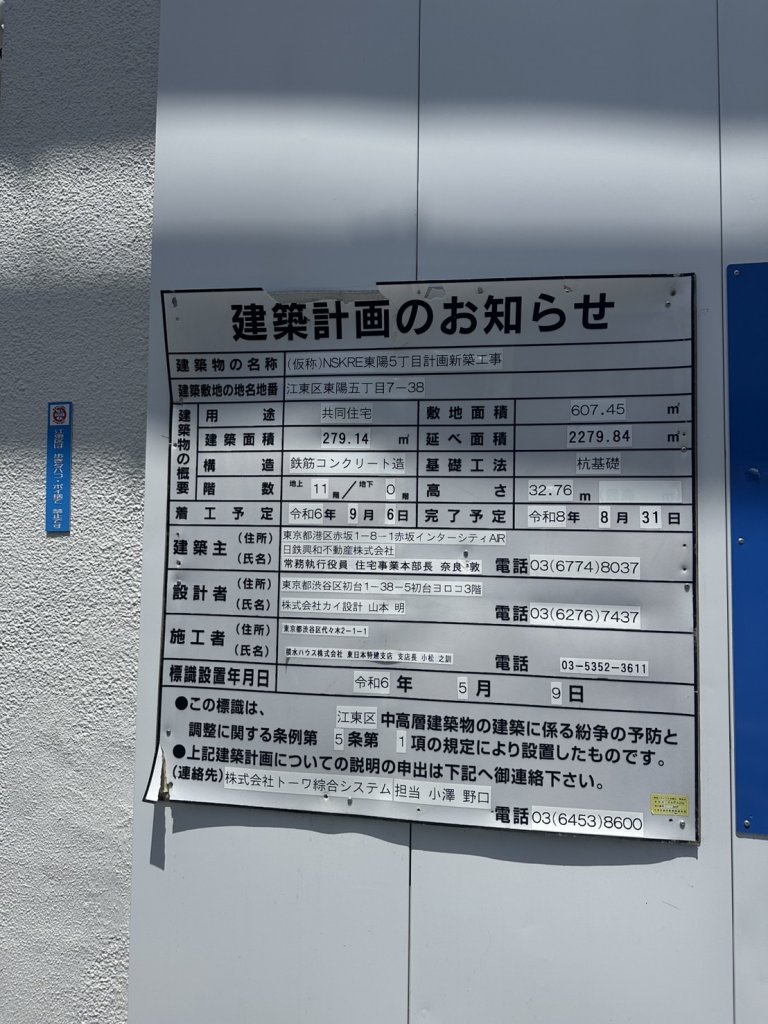 建築計画のお知らせ
建築物の名称 (仮称)NSKRE東陽5丁目計画新築工事
建築敷地の地名地番 江東区東陽五丁目7-38
建築物の概要
用途 共同住宅 敷地面積 607.45 ㎡
建築面積 279.14 ㎡ 延べ面積 2279.84 ㎡
構造 鉄筋コンクリート造 基礎工法 杭基礎
階数 地上 11 階/地下 0 階 高さ 32.76 m
着工予定 令和6年 9月 6日 完了予定 令和8年 8月 31日
建築主 (住所) 東京都港区赤坂1-8-1赤坂インターシティAIR
(氏名) 日鉄興和不動産株式会社
常務執行役員 住宅事業本部長 奈良 敦 電話 03(6774)8037
設計者 (住所) 東京都渋谷区初台1-38-5初台ヨロコ3階
(氏名) 株式会社カイ設計 山本 明 電話 03(6276)7437
施工者 (住所) 東京都渋谷区代々木2-1-1
(氏名) 積水ハウス株式会社 東日本特建支店 支店長 小松 之訓 電話 03-5352-3611
標識設置年月日 令和6 年 5 月 9 日
●この標識は、江東区 中高層建築物の建築に係る紛争の予防と
調整に関する条例第 5 条第 1 項の規定により設置したものです。
●上記建築計画についての説明の申出は下記へ御連絡下さい。
(連絡先) 株式会社トーワ綜合システム 担当 小澤 野口
電話 03(6453)8600
江東区は 歩きタバコ・ポイ捨て 禁止です